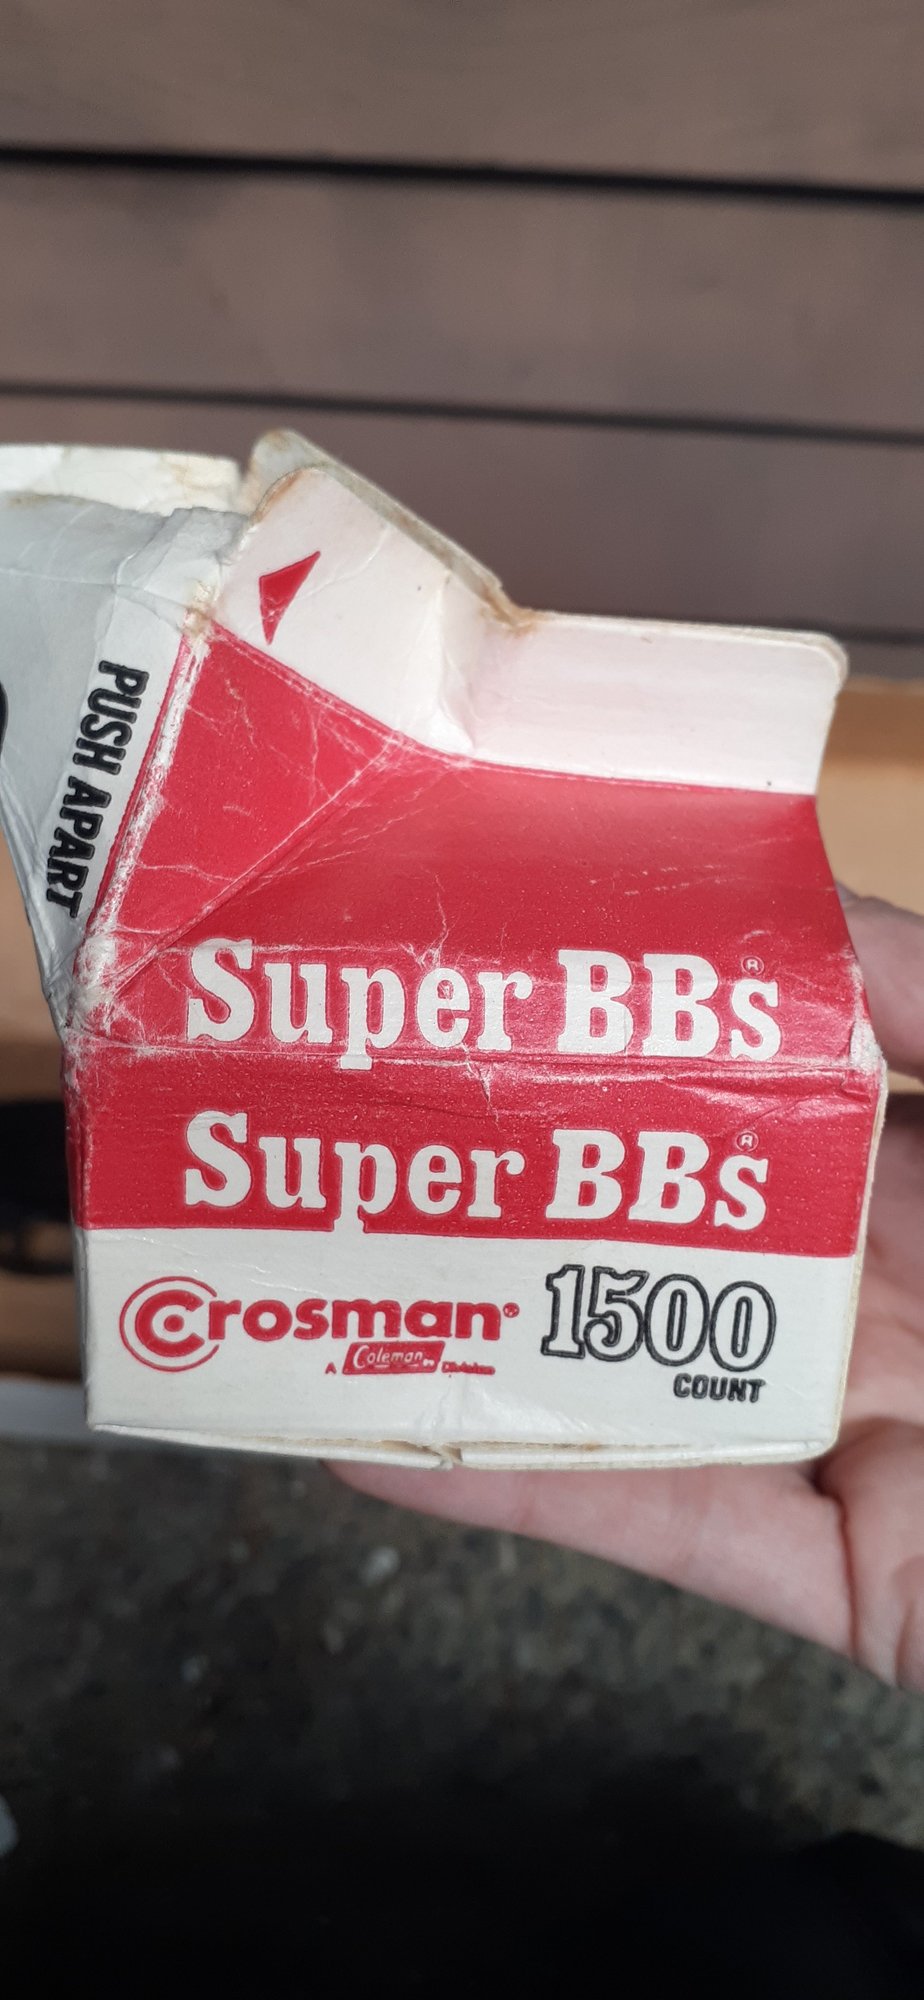 PUSH APART
Super BBs®
Super BBs®
Crosman®
A Coleman Division
1500
COUNT